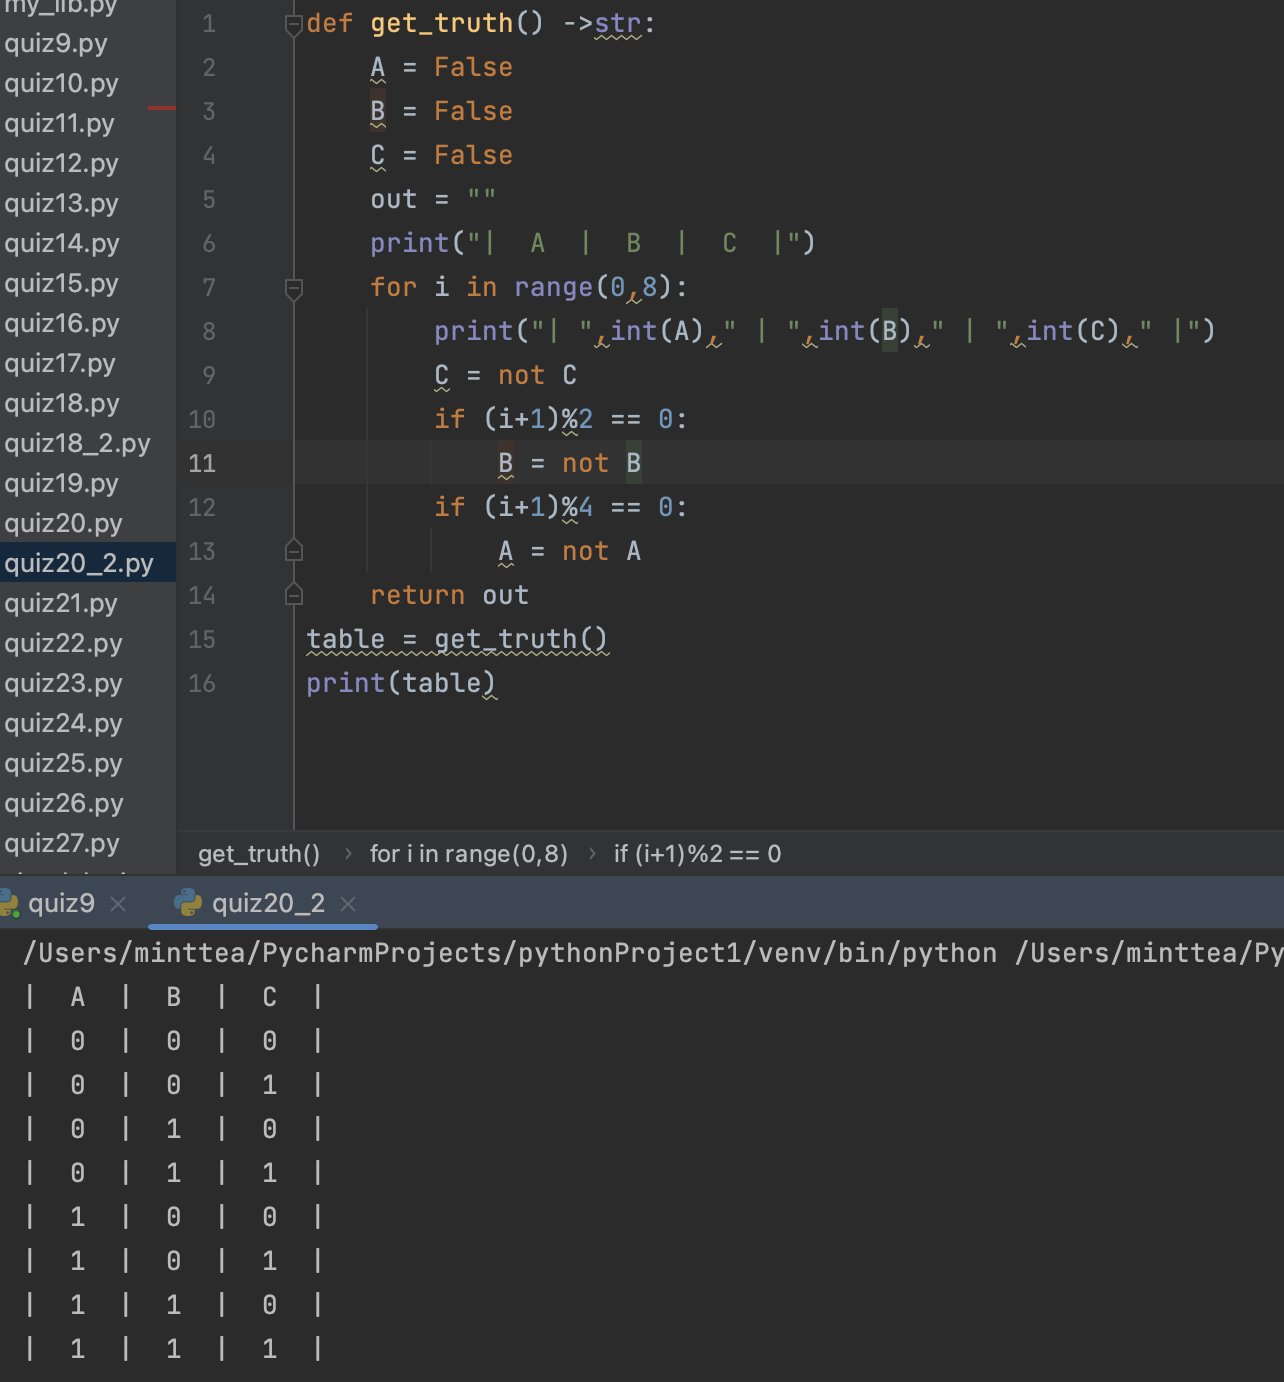 my_lib.py
quiz9.py
quiz10.py
quiz11.py
quiz12.py
quiz13.py
quiz14.py
quiz15.py
quiz16.py
quiz17.py
quiz18.py
quiz18_2.py
quiz19.py
quiz20.py
quiz20_2.py
quiz21.py
quiz22.py
quiz23.py
quiz24.py
quiz25.py
quiz26.py
quiz27.py
1 def get_truth() ->str:
2     A = False
3     B = False
4     C = False
5     out = ""
6     print("|  A  |  B  |  C  |")
7     for i in range(0,8):
8         print("| ",int(A)," | ",int(B)," | ",int(C)," |")
9         C = not C
10         if (i+1)%2 == 0:
11             B = not B
12         if (i+1)%4 == 0:
13             A = not A
14     return out
15 table = get_truth()
16 print(table)
get_truth() › for i in range(0,8) › if (i+1)%2 == 0
quiz9 × quiz20_2 ×
/Users/minttea/PycharmProjects/pythonProject1/venv/bin/python /Users/minttea/Py
|  A  |  B  |  C  |
|  0  |  0  |  0  |
|  0  |  0  |  1  |
|  0  |  1  |  0  |
|  0  |  1  |  1  |
|  1  |  0  |  0  |
|  1  |  0  |  1  |
|  1  |  1  |  0  |
|  1  |  1  |  1  |